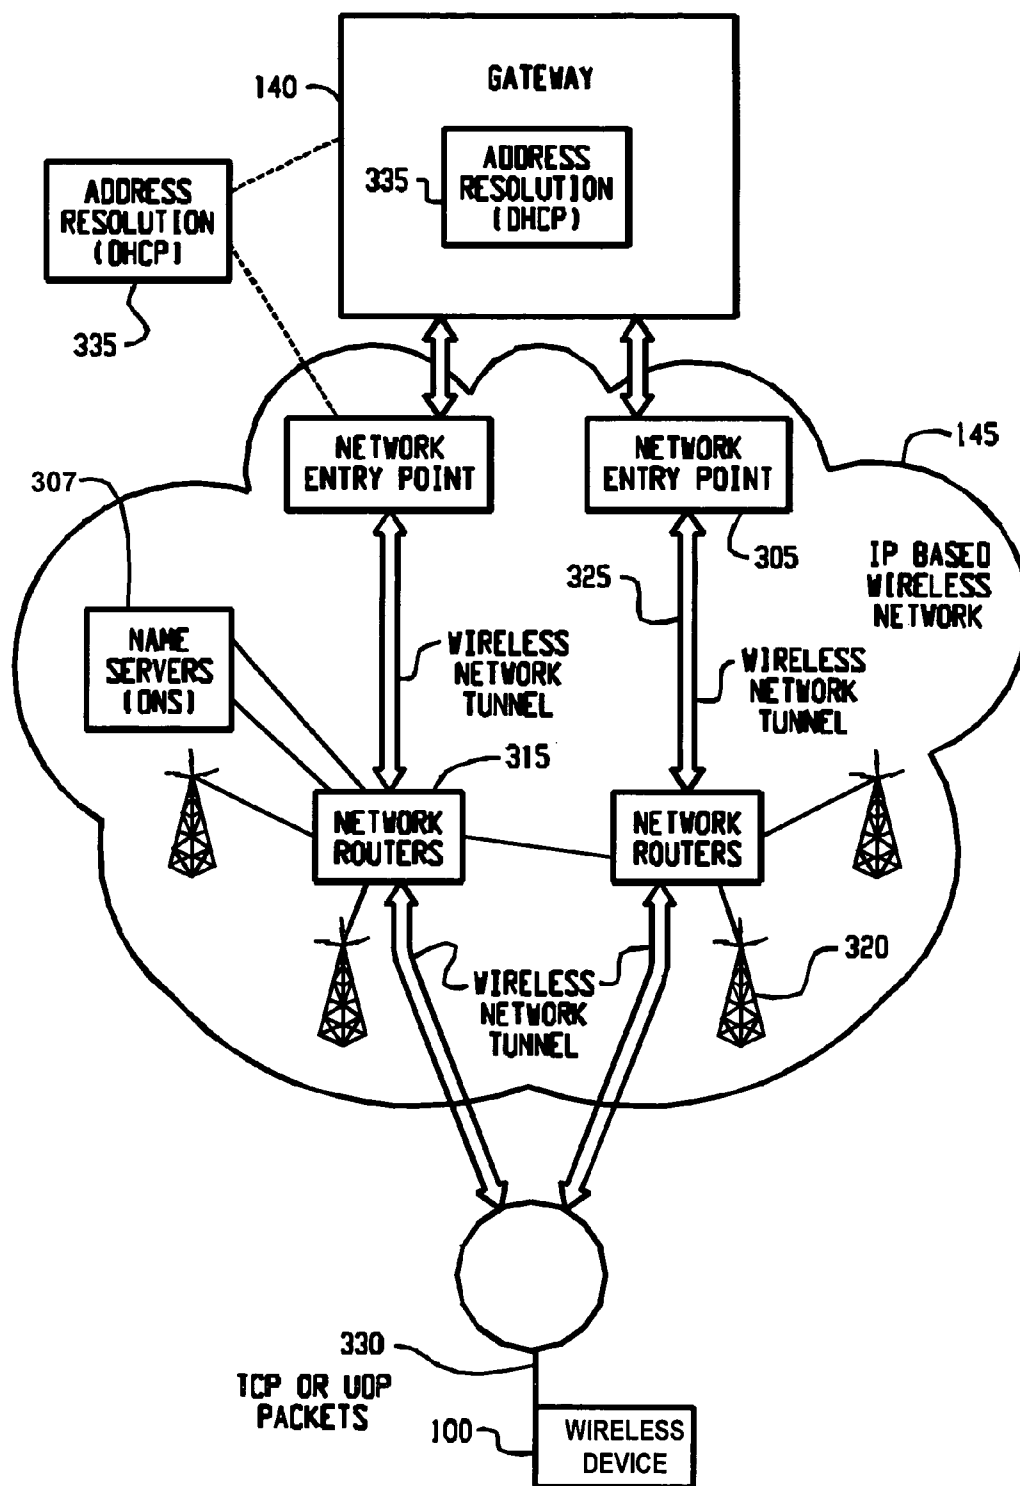 GATEWAY
140
ADDRESS
RESOLUTION
(DHCP)
335
ADDRESS
RESOLUTION
(DHCP)
335
NETWORK
ENTRY POINT
NETWORK
ENTRY POINT
145
307
305
IP BASED
WIRELESS
NETWORK
325
NAME
SERVERS
(DNS)
WIRELESS
NETWORK
TUNNEL
WIRELESS
NETWORK
TUNNEL
315
NETWORK
ROUTERS
NETWORK
ROUTERS
320
WIRELESS
NETWORK
TUNNEL
330
TCP OR UDP
PACKETS
100
WIRELESS
DEVICE